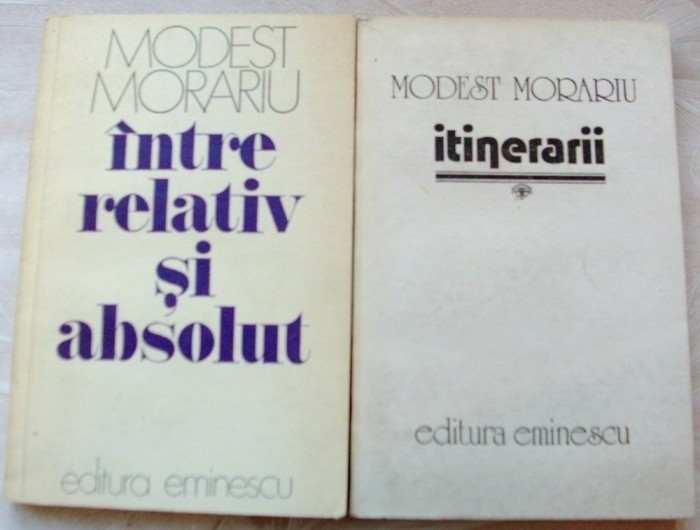 MODEST
MORARIU
între
relativ
și
absolut
editura eminescu
MODEST MORARIU
itinerarii
editura eminescu